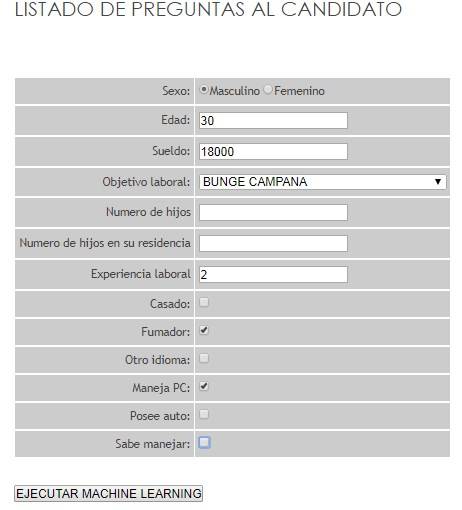 LISTADO DE PREGUNTAS AL CANDIDATO
Sexo: Masculino Femenino
Edad: 30
Sueldo: 18000
Objetivo laboral: BUNGE CAMPANA
Numero de hijos
Numero de hijos en su residencia
Experiencia laboral 2
Casado:
Fumador:
Otro idioma:
Maneja PC:
Posee auto:
Sabe manejar:
EJECUTAR MACHINE LEARNING